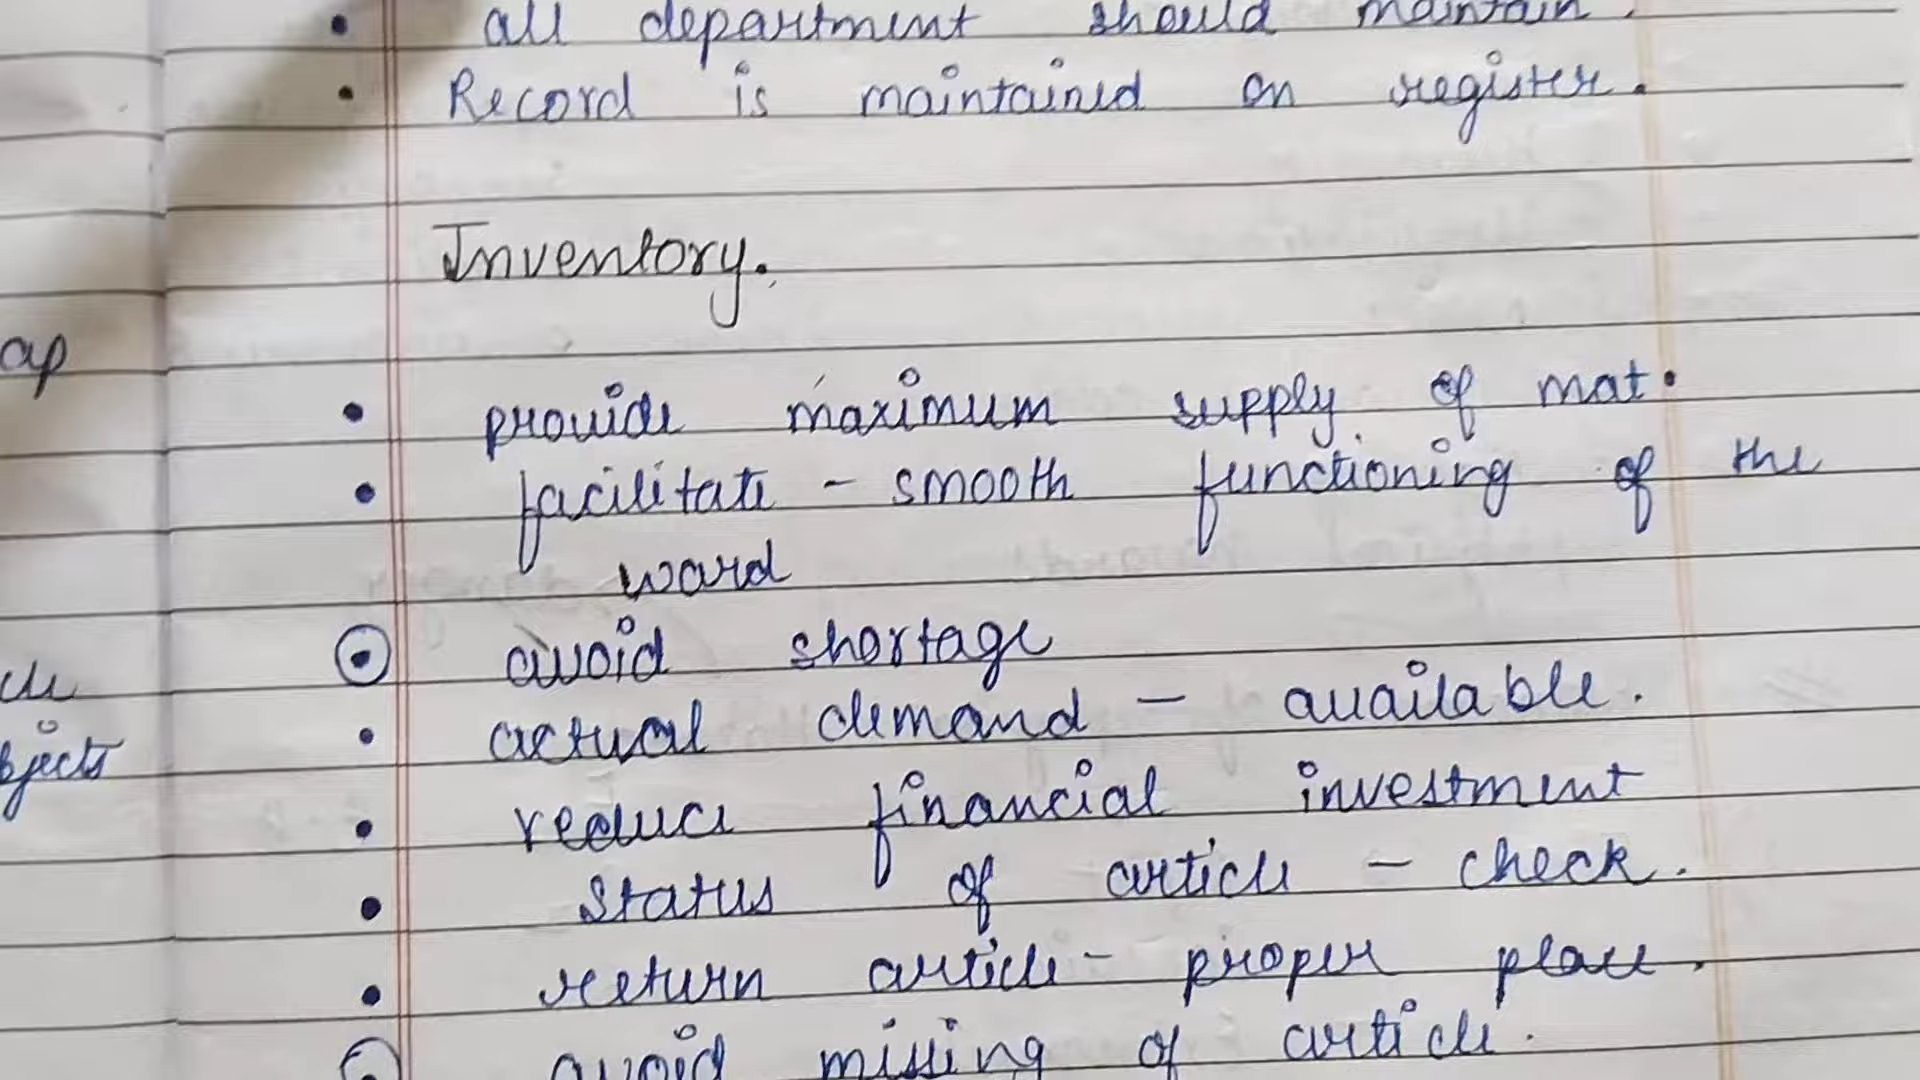 • all department should maintain.
• Record is maintained on register.
Inventory.
ap
• provide maximum supply of mat.
• facilitate - smooth functioning of the
ward
• avoid shortage
• actual demand - available.
bjects
• reduce financial investment
• status of article - check.
• return article - proper place.
• avoid missing of article.